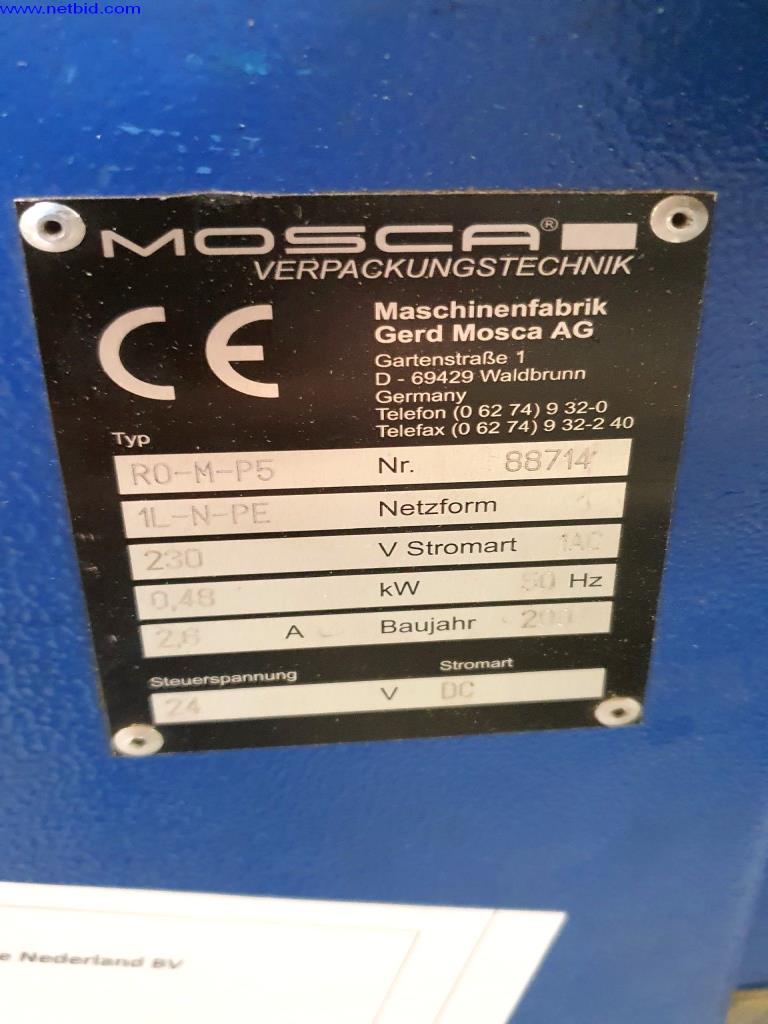 www.netbid.com
MOSCA®
VERPACKUNGSTECHNIK
CE
Maschinenfabrik
Gerd Mosca AG
Gartenstraße 1
D - 69429 Waldbrunn
Germany
Telefon (0 62 74) 9 32-0
Telefax (0 62 74) 9 32-2 40
Typ
RO-M-P5 Nr. 88714
1L-N-PE Netzform
230 V Stromart 1AC
0,48 kW 50 Hz
2,6 A Baujahr
Steuerspannung Stromart
24 V DC
Nederland BV